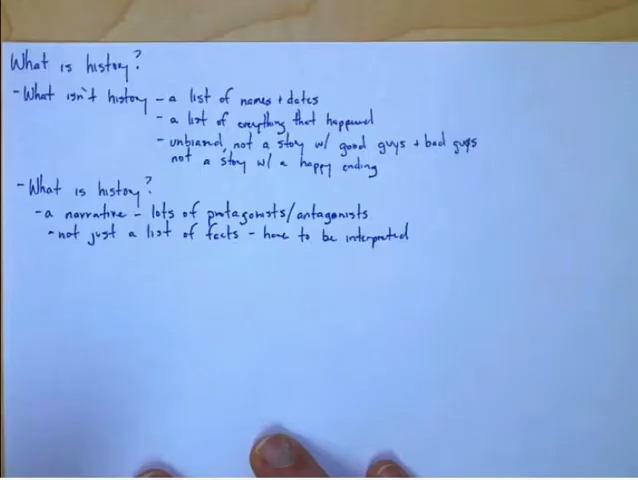 What is history?
- What isn't history - a list of names + dates
- a list of everything that happened
- unbiased, not a story w/ good guys + bad guys
not a story w/ a happy ending
- What is history?
- a narrative - lots of protagonists/antagonists
- not just a list of facts - have to be interpreted